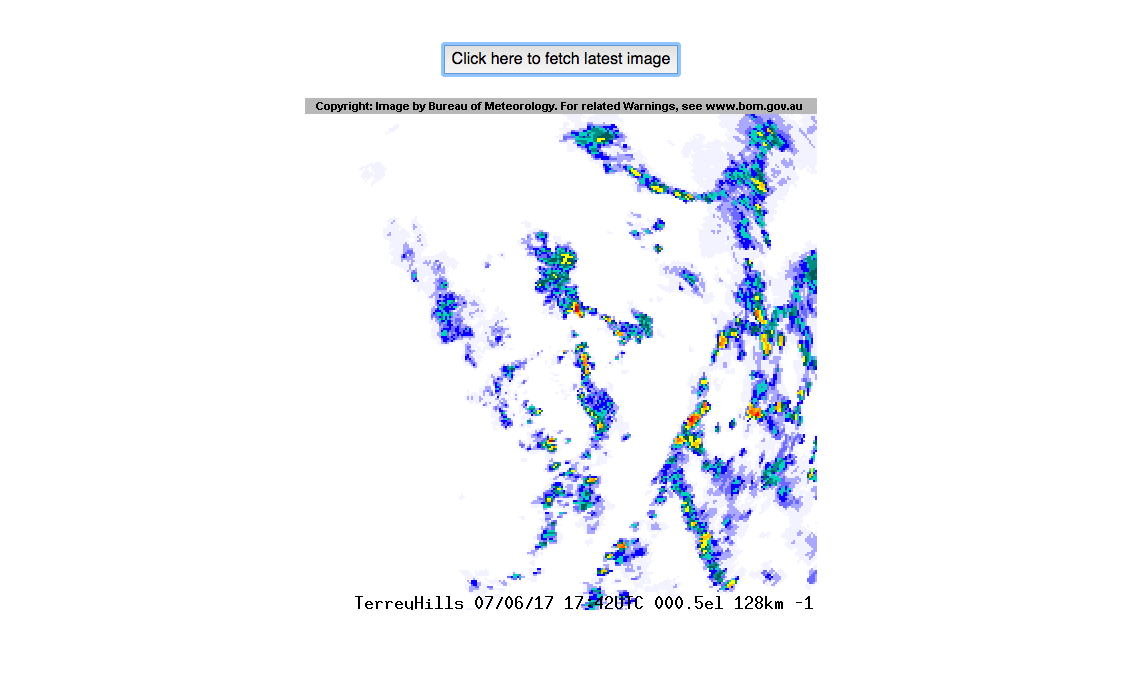 Click here to fetch latest image
Copyright: Image by Bureau of Meteorology. For related Warnings, see www.bom.gov.au
TerreyHills 07/06/17 17:42UTC 000.5el 128km -1